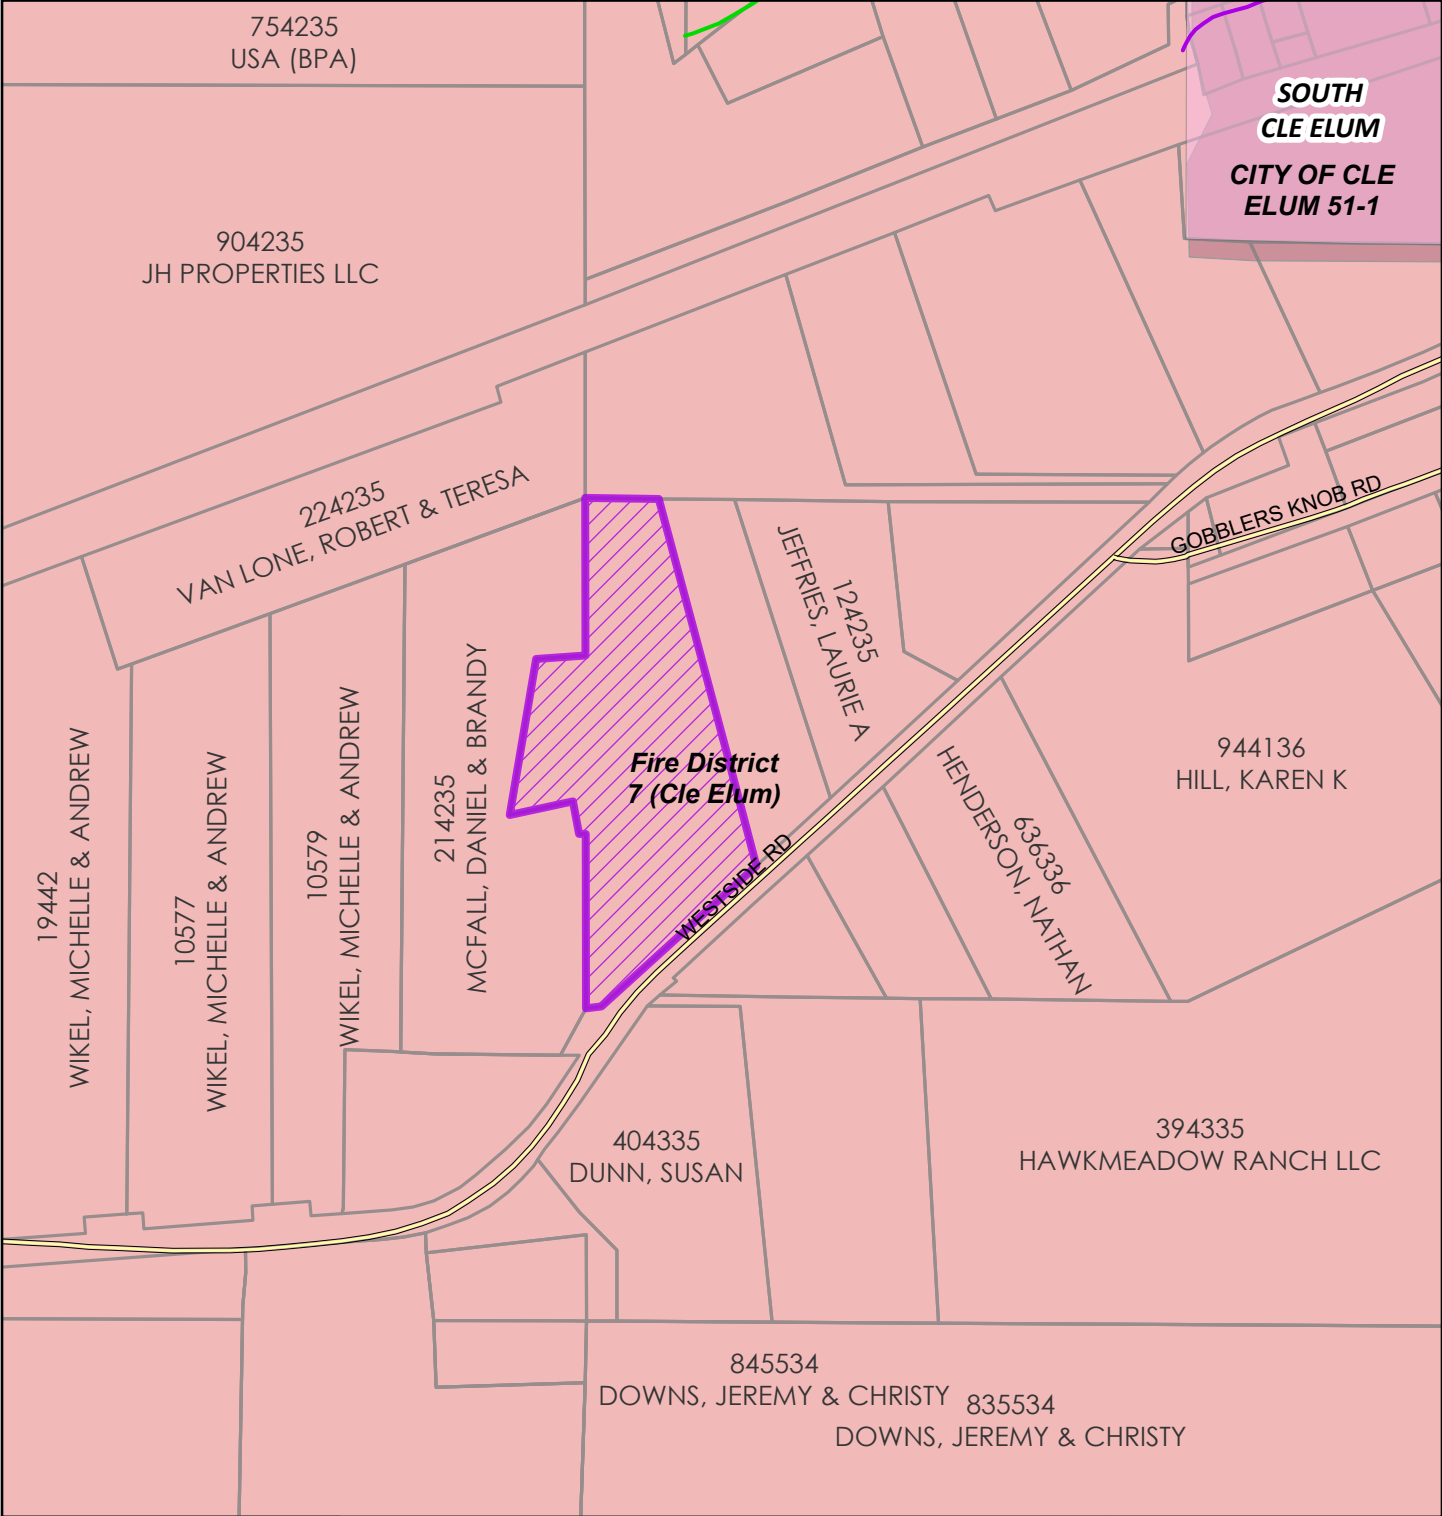 754235
USA (BPA)
SOUTH
CLE ELUM
CITY OF CLE
ELUM 51-1
904235
JH PROPERTIES LLC
224235
VAN LONE, ROBERT & TERESA
GOBBLERS KNOB RD
124235
JEFFRIES, LAURIE A
19442
WIKEL, MICHELLE & ANDREW
10577
WIKEL, MICHELLE & ANDREW
10579
WIKEL, MICHELLE & ANDREW
214235
MCFALL, DANIEL & BRANDY
Fire District
7 (Cle Elum)
WESTSIDE RD
944136
HILL, KAREN K
636336
HENDERSON, NATHAN
404335
DUNN, SUSAN
394335
HAWKMEADOW RANCH LLC
845534
DOWNS, JEREMY & CHRISTY
835534
DOWNS, JEREMY & CHRISTY